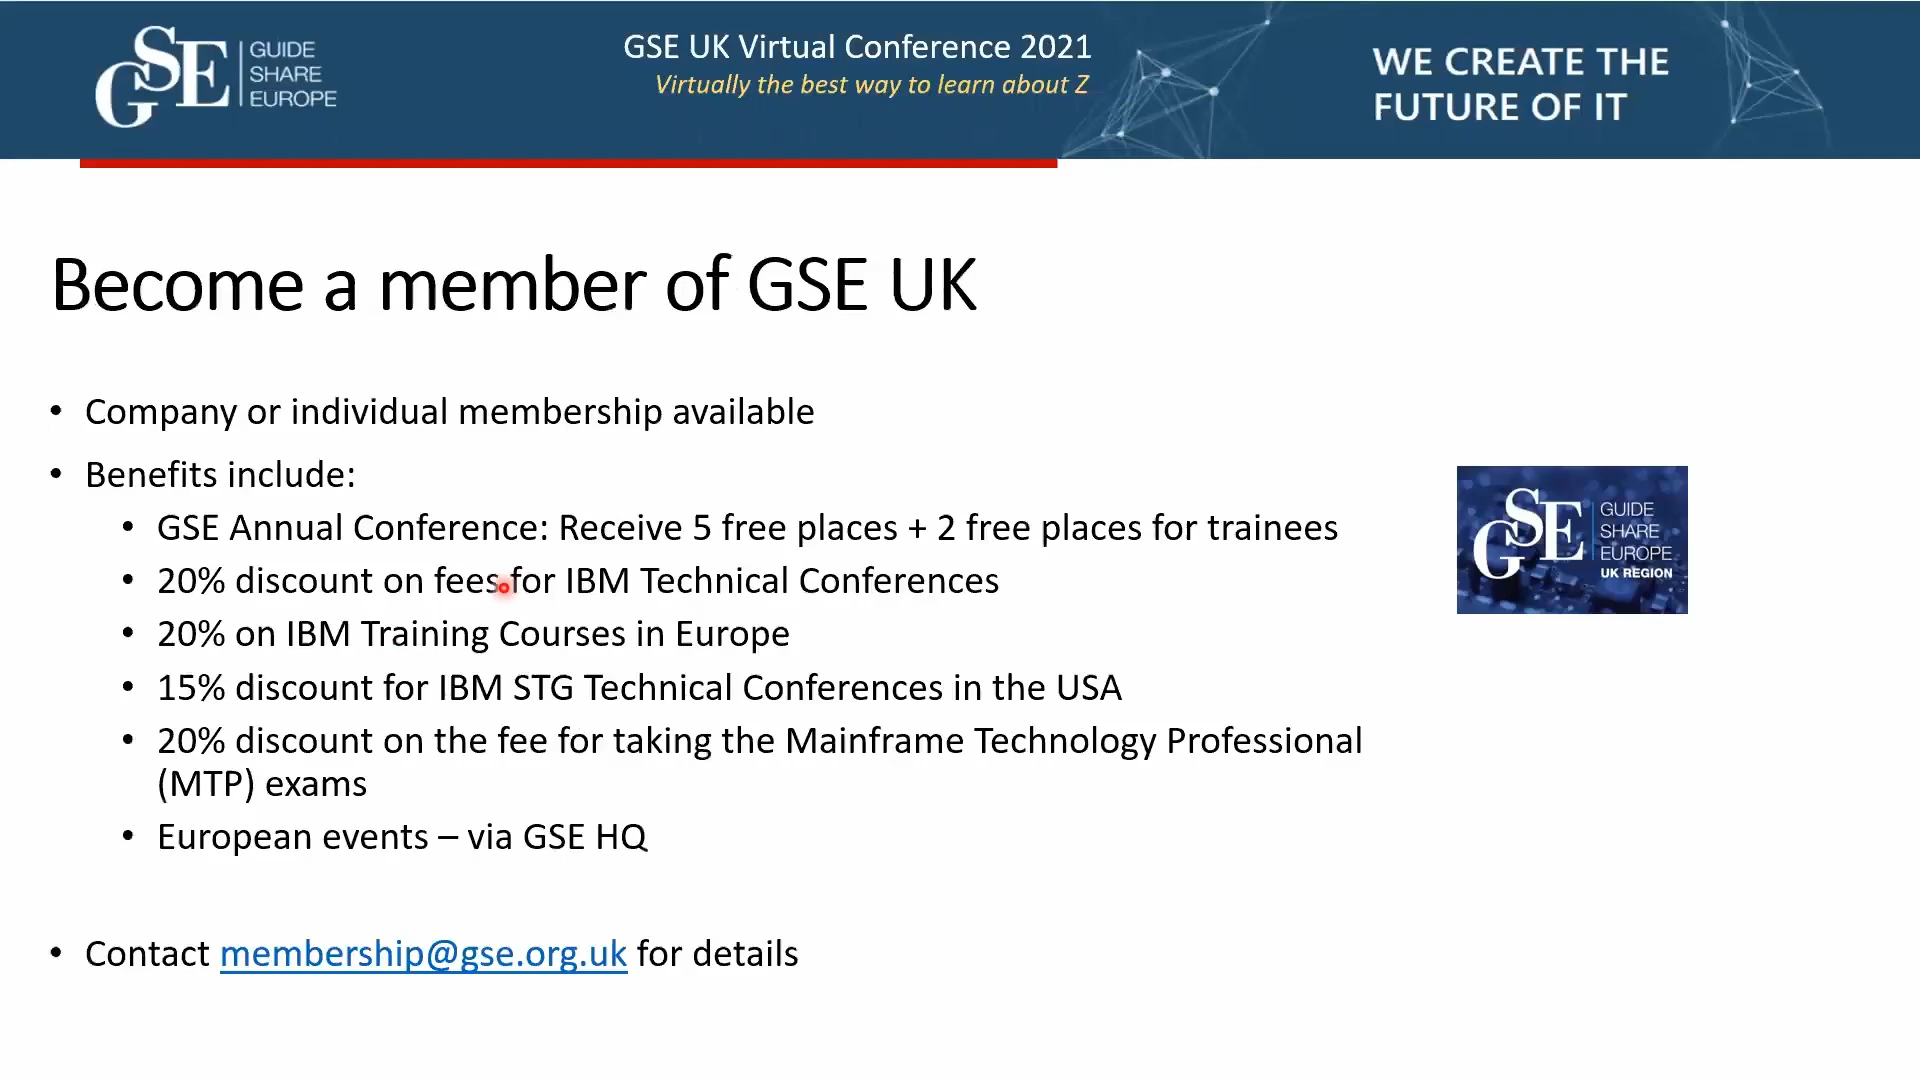 GSE GUIDE
SHARE
EUROPE
GSE UK Virtual Conference 2021
Virtually the best way to learn about Z
WE CREATE THE
FUTURE OF IT
Become a member of GSE UK
• Company or individual membership available
• Benefits include:
• GSE Annual Conference: Receive 5 free places + 2 free places for trainees
• 20% discount on fees for IBM Technical Conferences
• 20% on IBM Training Courses in Europe
• 15% discount for IBM STG Technical Conferences in the USA
• 20% discount on the fee for taking the Mainframe Technology Professional
(MTP) exams
• European events – via GSE HQ
• Contact membership@gse.org.uk for details
GSE GUIDE
SHARE
EUROPE
UK REGION